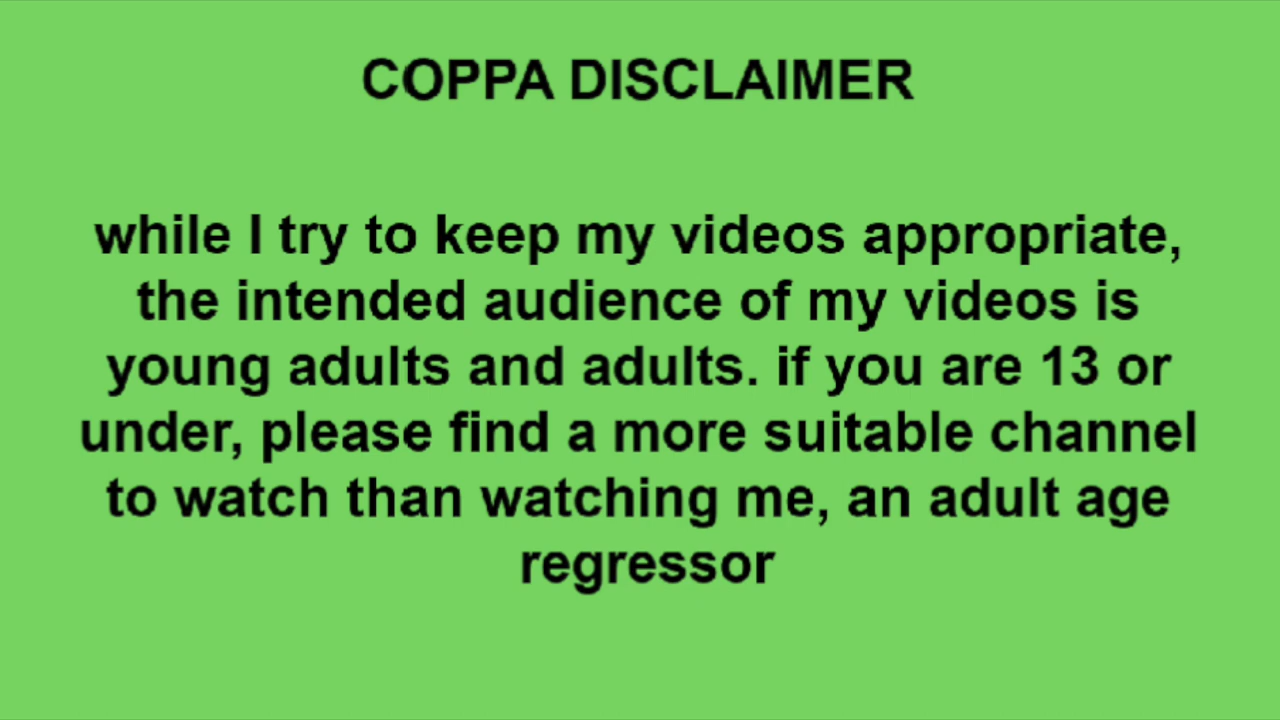 COPPA DISCLAIMER
while I try to keep my videos appropriate,
the intended audience of my videos is
young adults and adults. if you are 13 or
under, please find a more suitable channel
to watch than watching me, an adult age
regressor